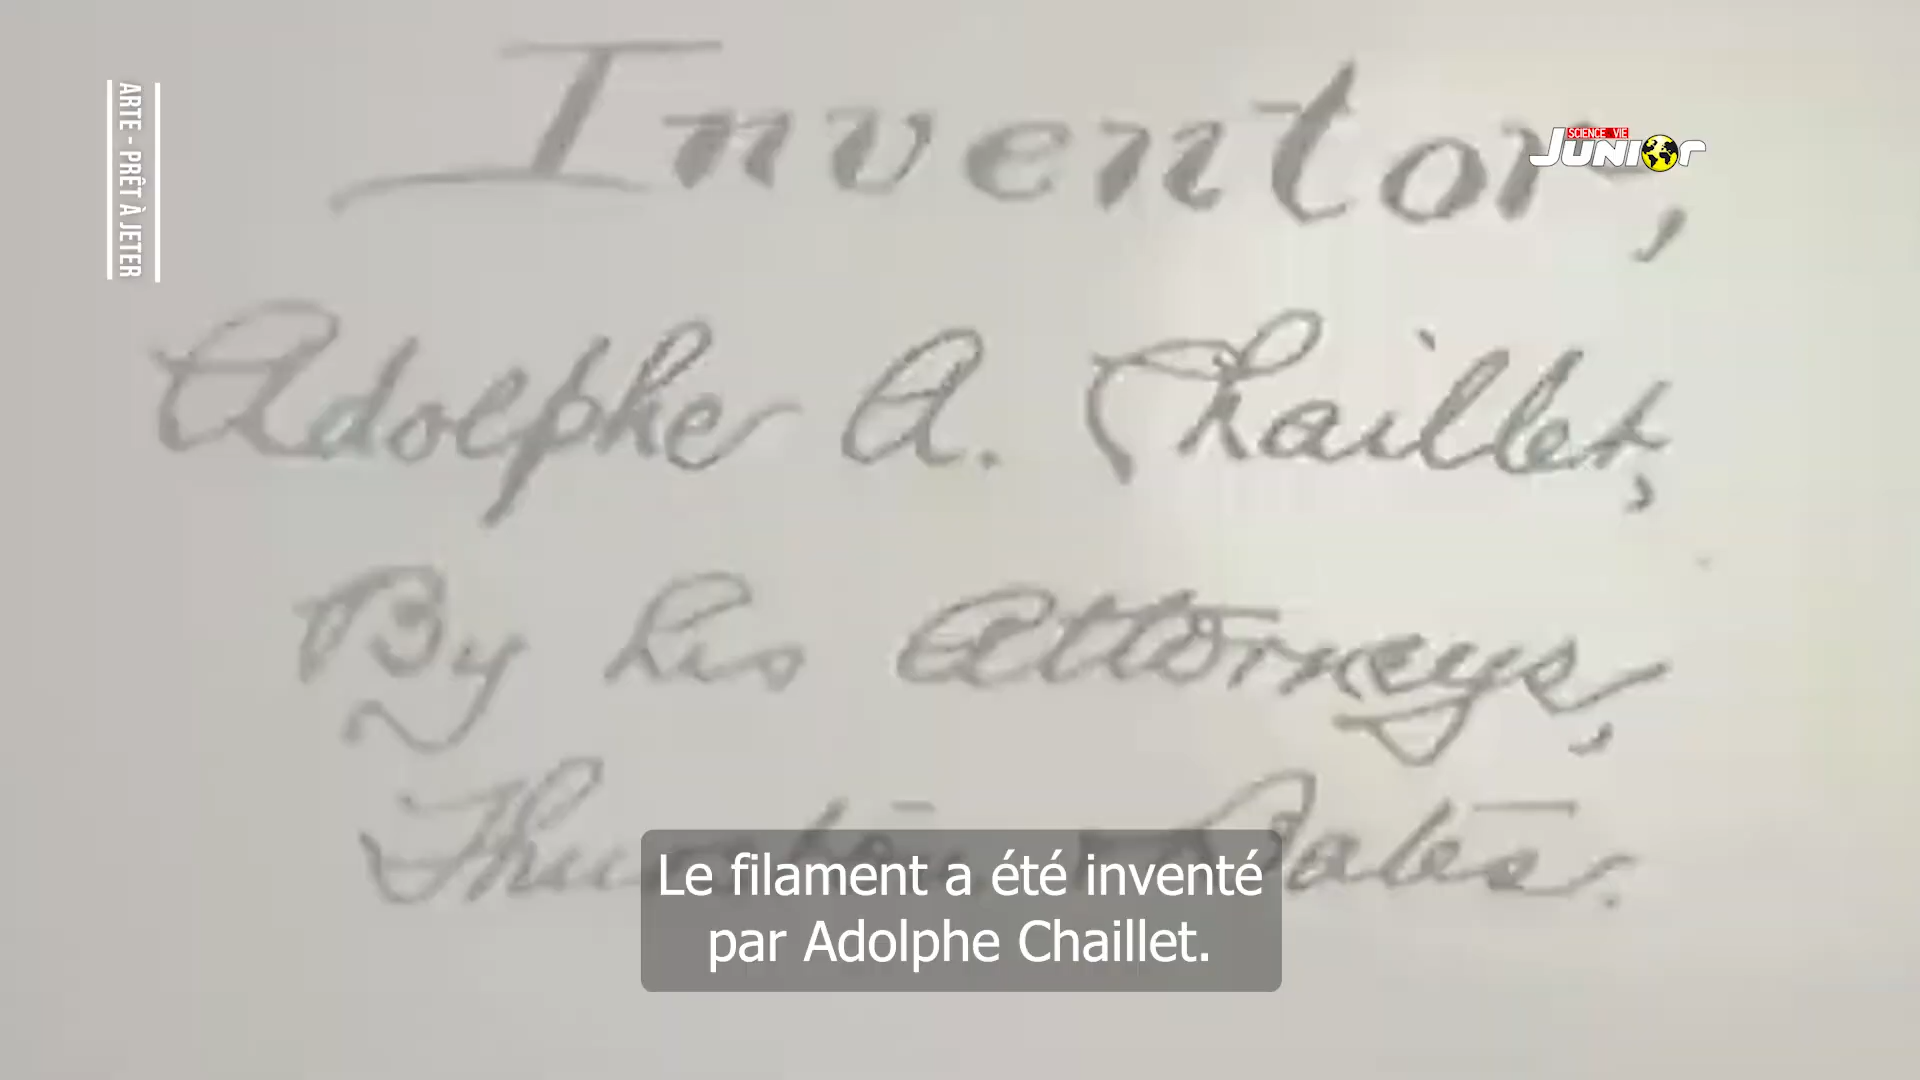 ARTE - PRÊT À JETER
SCIENCE VIE
JUNIOR
Inventor,
Adolphe A. Chaillet,
By his Attorneys,
Le filament a été inventé
par Adolphe Chaillet.